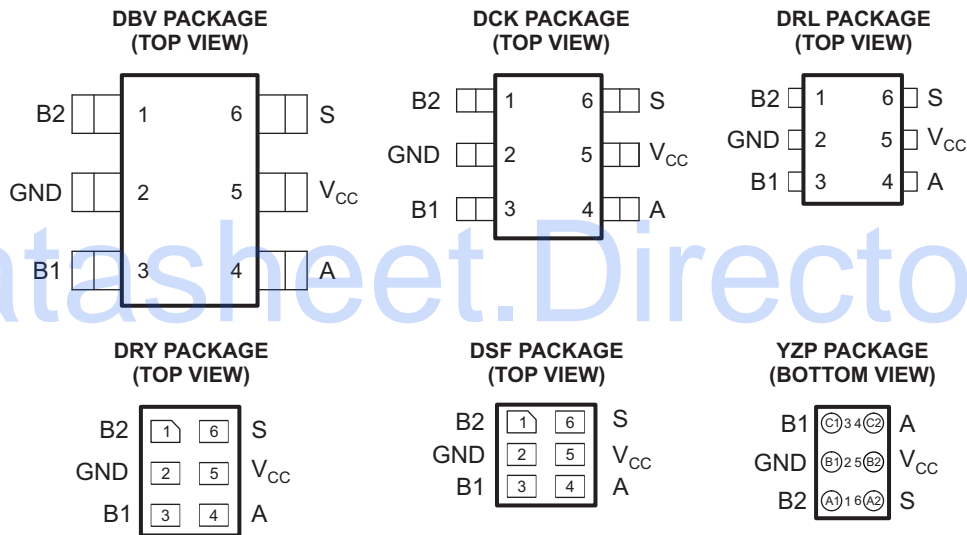 DBV PACKAGE
(TOP VIEW)
B2 1 6 S
GND 2 5 VCC
B1 3 4 A
DCK PACKAGE
(TOP VIEW)
B2 1 6 S
GND 2 5 VCC
B1 3 4 A
DRL PACKAGE
(TOP VIEW)
B2 1 6 S
GND 2 5 VCC
B1 3 4 A
atasheet.Directo
DRY PACKAGE
(TOP VIEW)
B2 1 6 S
GND 2 5 VCC
B1 3 4 A
DSF PACKAGE
(TOP VIEW)
B2 1 6 S
GND 2 5 VCC
B1 3 4 A
YZP PACKAGE
(BOTTOM VIEW)
B1 C1 3 4 C2 A
GND B1 2 5 B2 VCC
B2 A1 1 6 A2 S